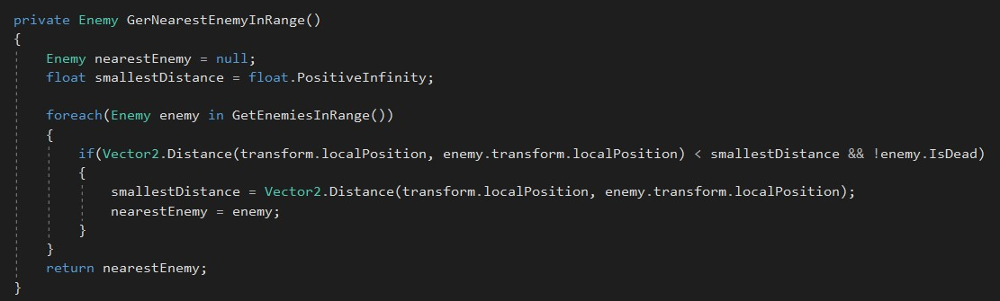 private Enemy GerNearestEnemyInRange()
{
    Enemy nearestEnemy = null;
    float smallestDistance = float.PositiveInfinity;

    foreach(Enemy enemy in GetEnemiesInRange())
    {
        if(Vector2.Distance(transform.localPosition, enemy.transform.localPosition) < smallestDistance && !enemy.IsDead)
        {
            smallestDistance = Vector2.Distance(transform.localPosition, enemy.transform.localPosition);
            nearestEnemy = enemy;
        }
    }
    return nearestEnemy;
}